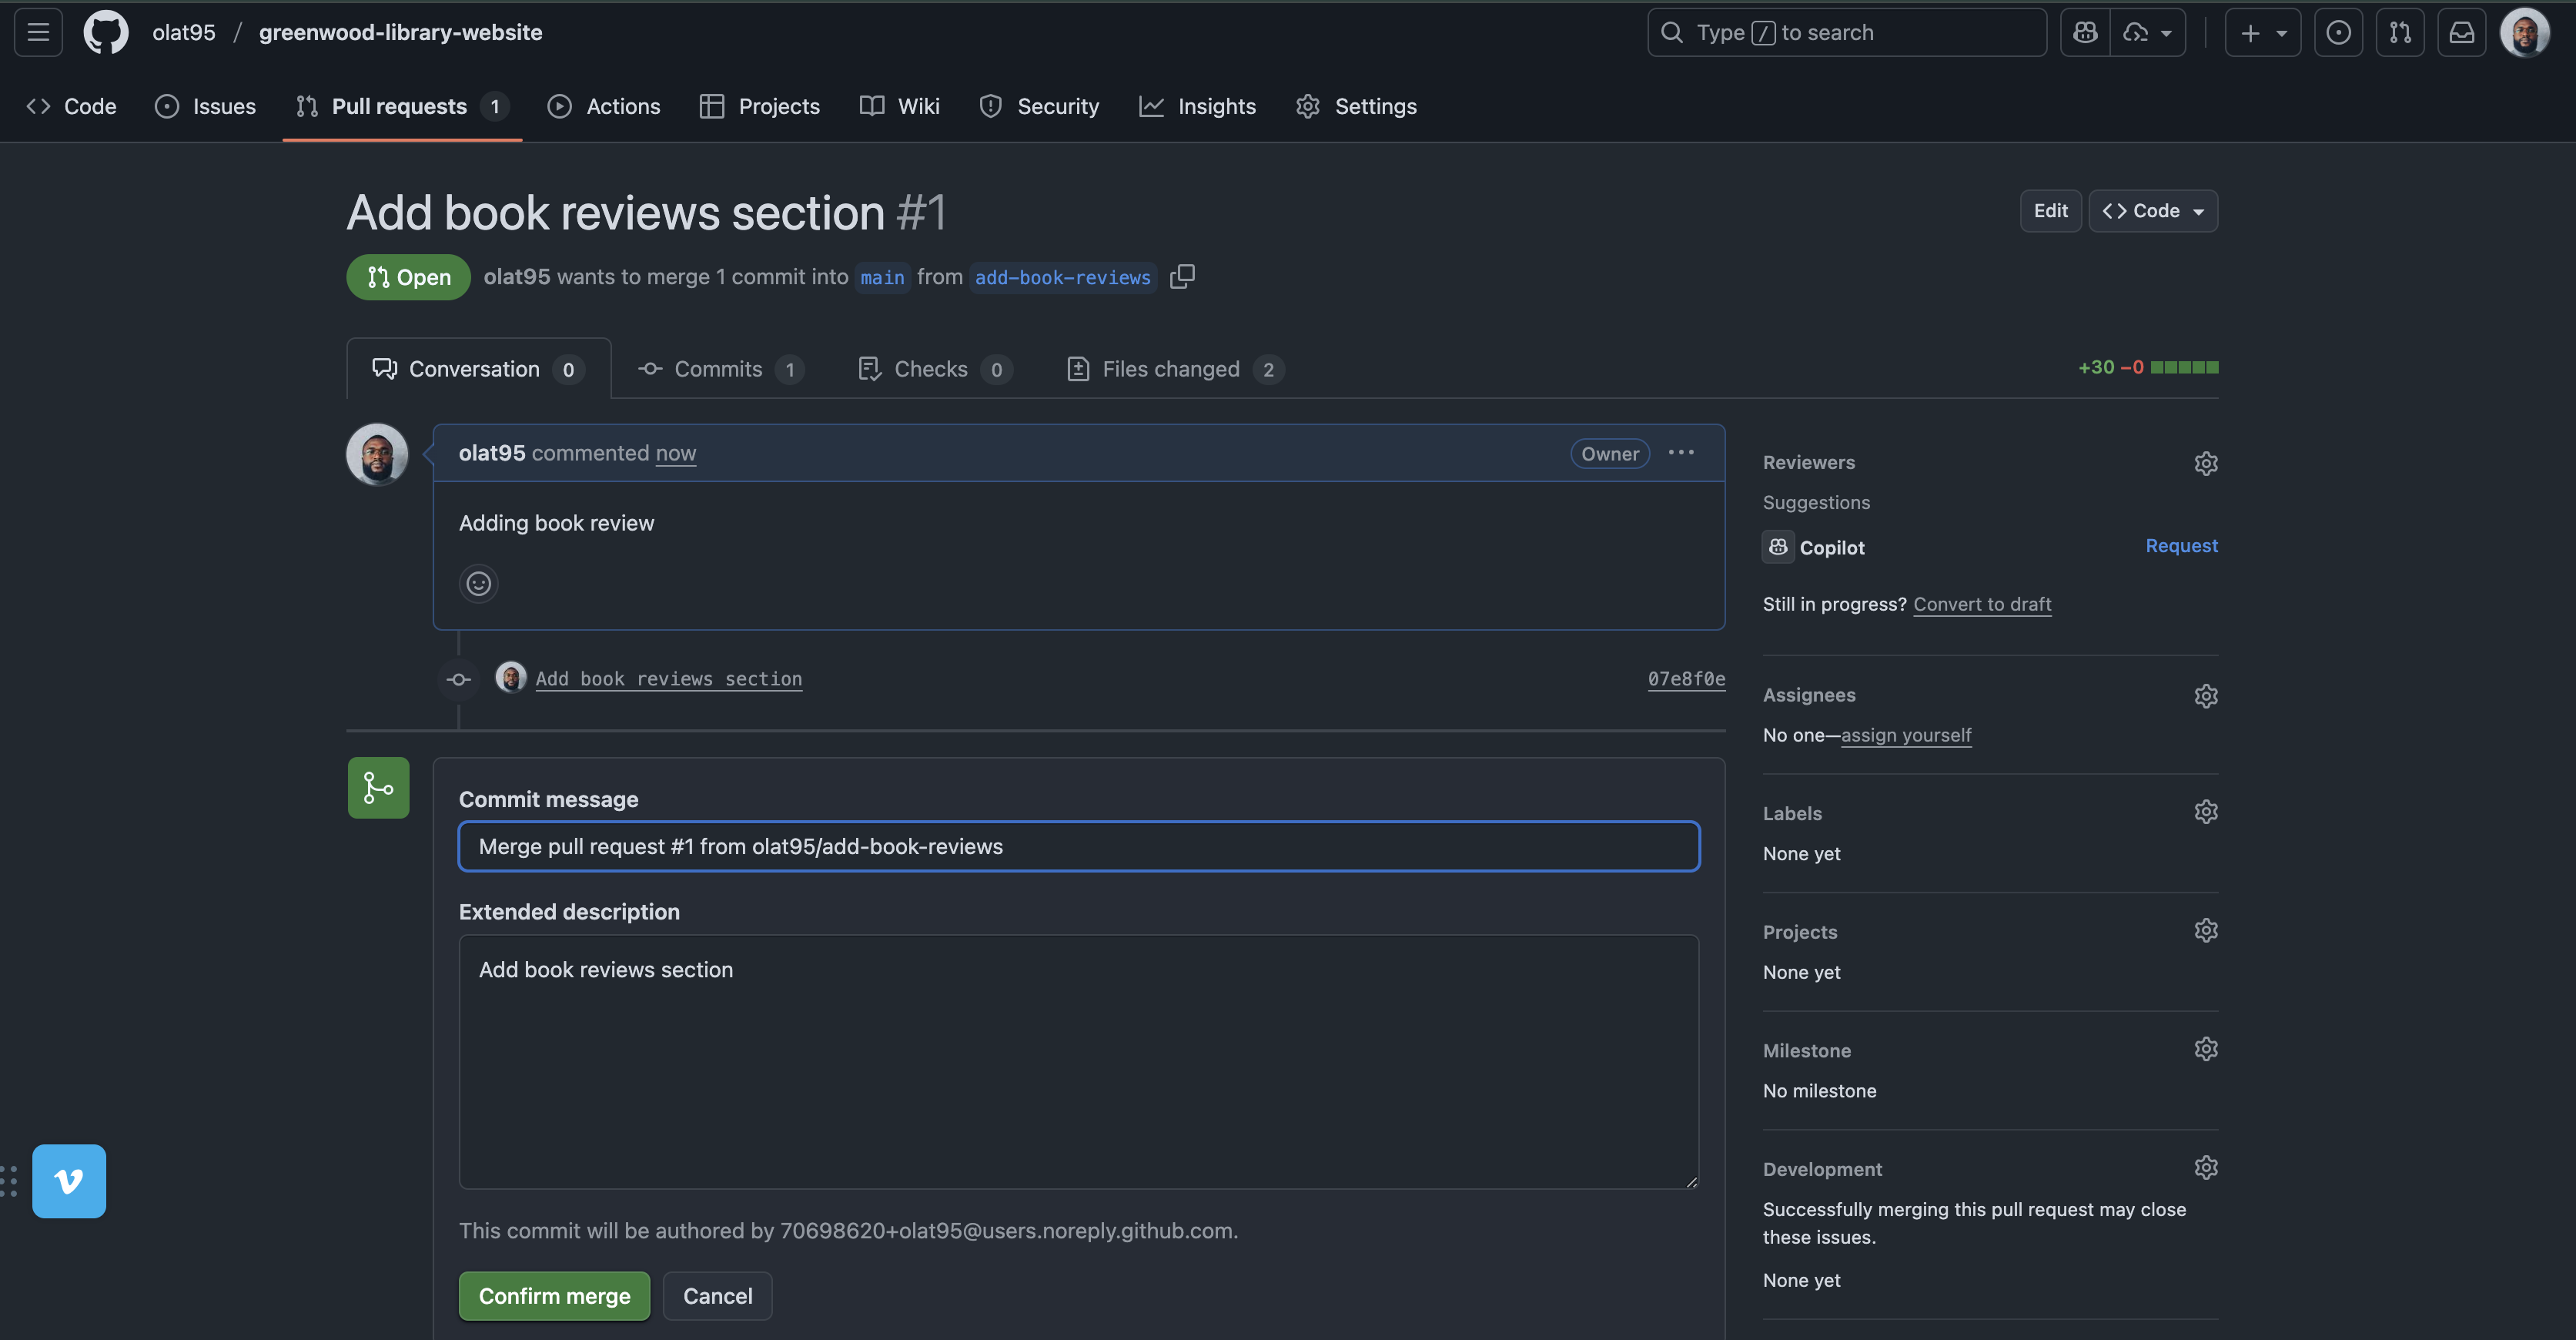 olat95 / greenwood-library-website
Type / to search
Code
Issues
Pull requests 1
Actions
Projects
Wiki
Security
Insights
Settings
Add book reviews section #1
Edit
Code
Open
olat95 wants to merge 1 commit into main from add-book-reviews
Conversation 0
Commits 1
Checks 0
Files changed 2
+30 −0
olat95 commented now
Owner
Adding book review
Add book reviews section
07e8f0e
Commit message
Merge pull request #1 from olat95/add-book-reviews
Extended description
Add book reviews section
This commit will be authored by 70698620+olat95@users.noreply.github.com.
Confirm merge
Cancel
Reviewers
Suggestions
Copilot
Request
Still in progress? Convert to draft
Assignees
No one—assign yourself
Labels
None yet
Projects
None yet
Milestone
No milestone
Development
Successfully merging this pull request may close
these issues.
None yet